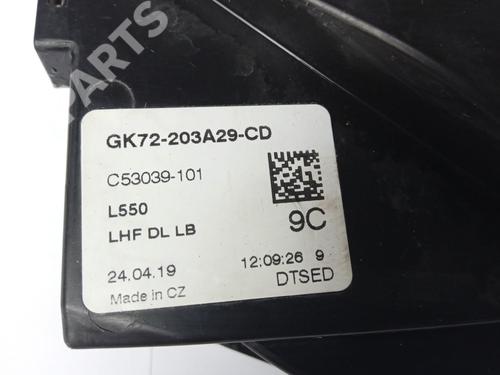 PARTS
GK72-203A29-CD
C53039-101
L550
9C
LHF DL LB
24.04.19 12:09:26 9
Made in CZ DTSED